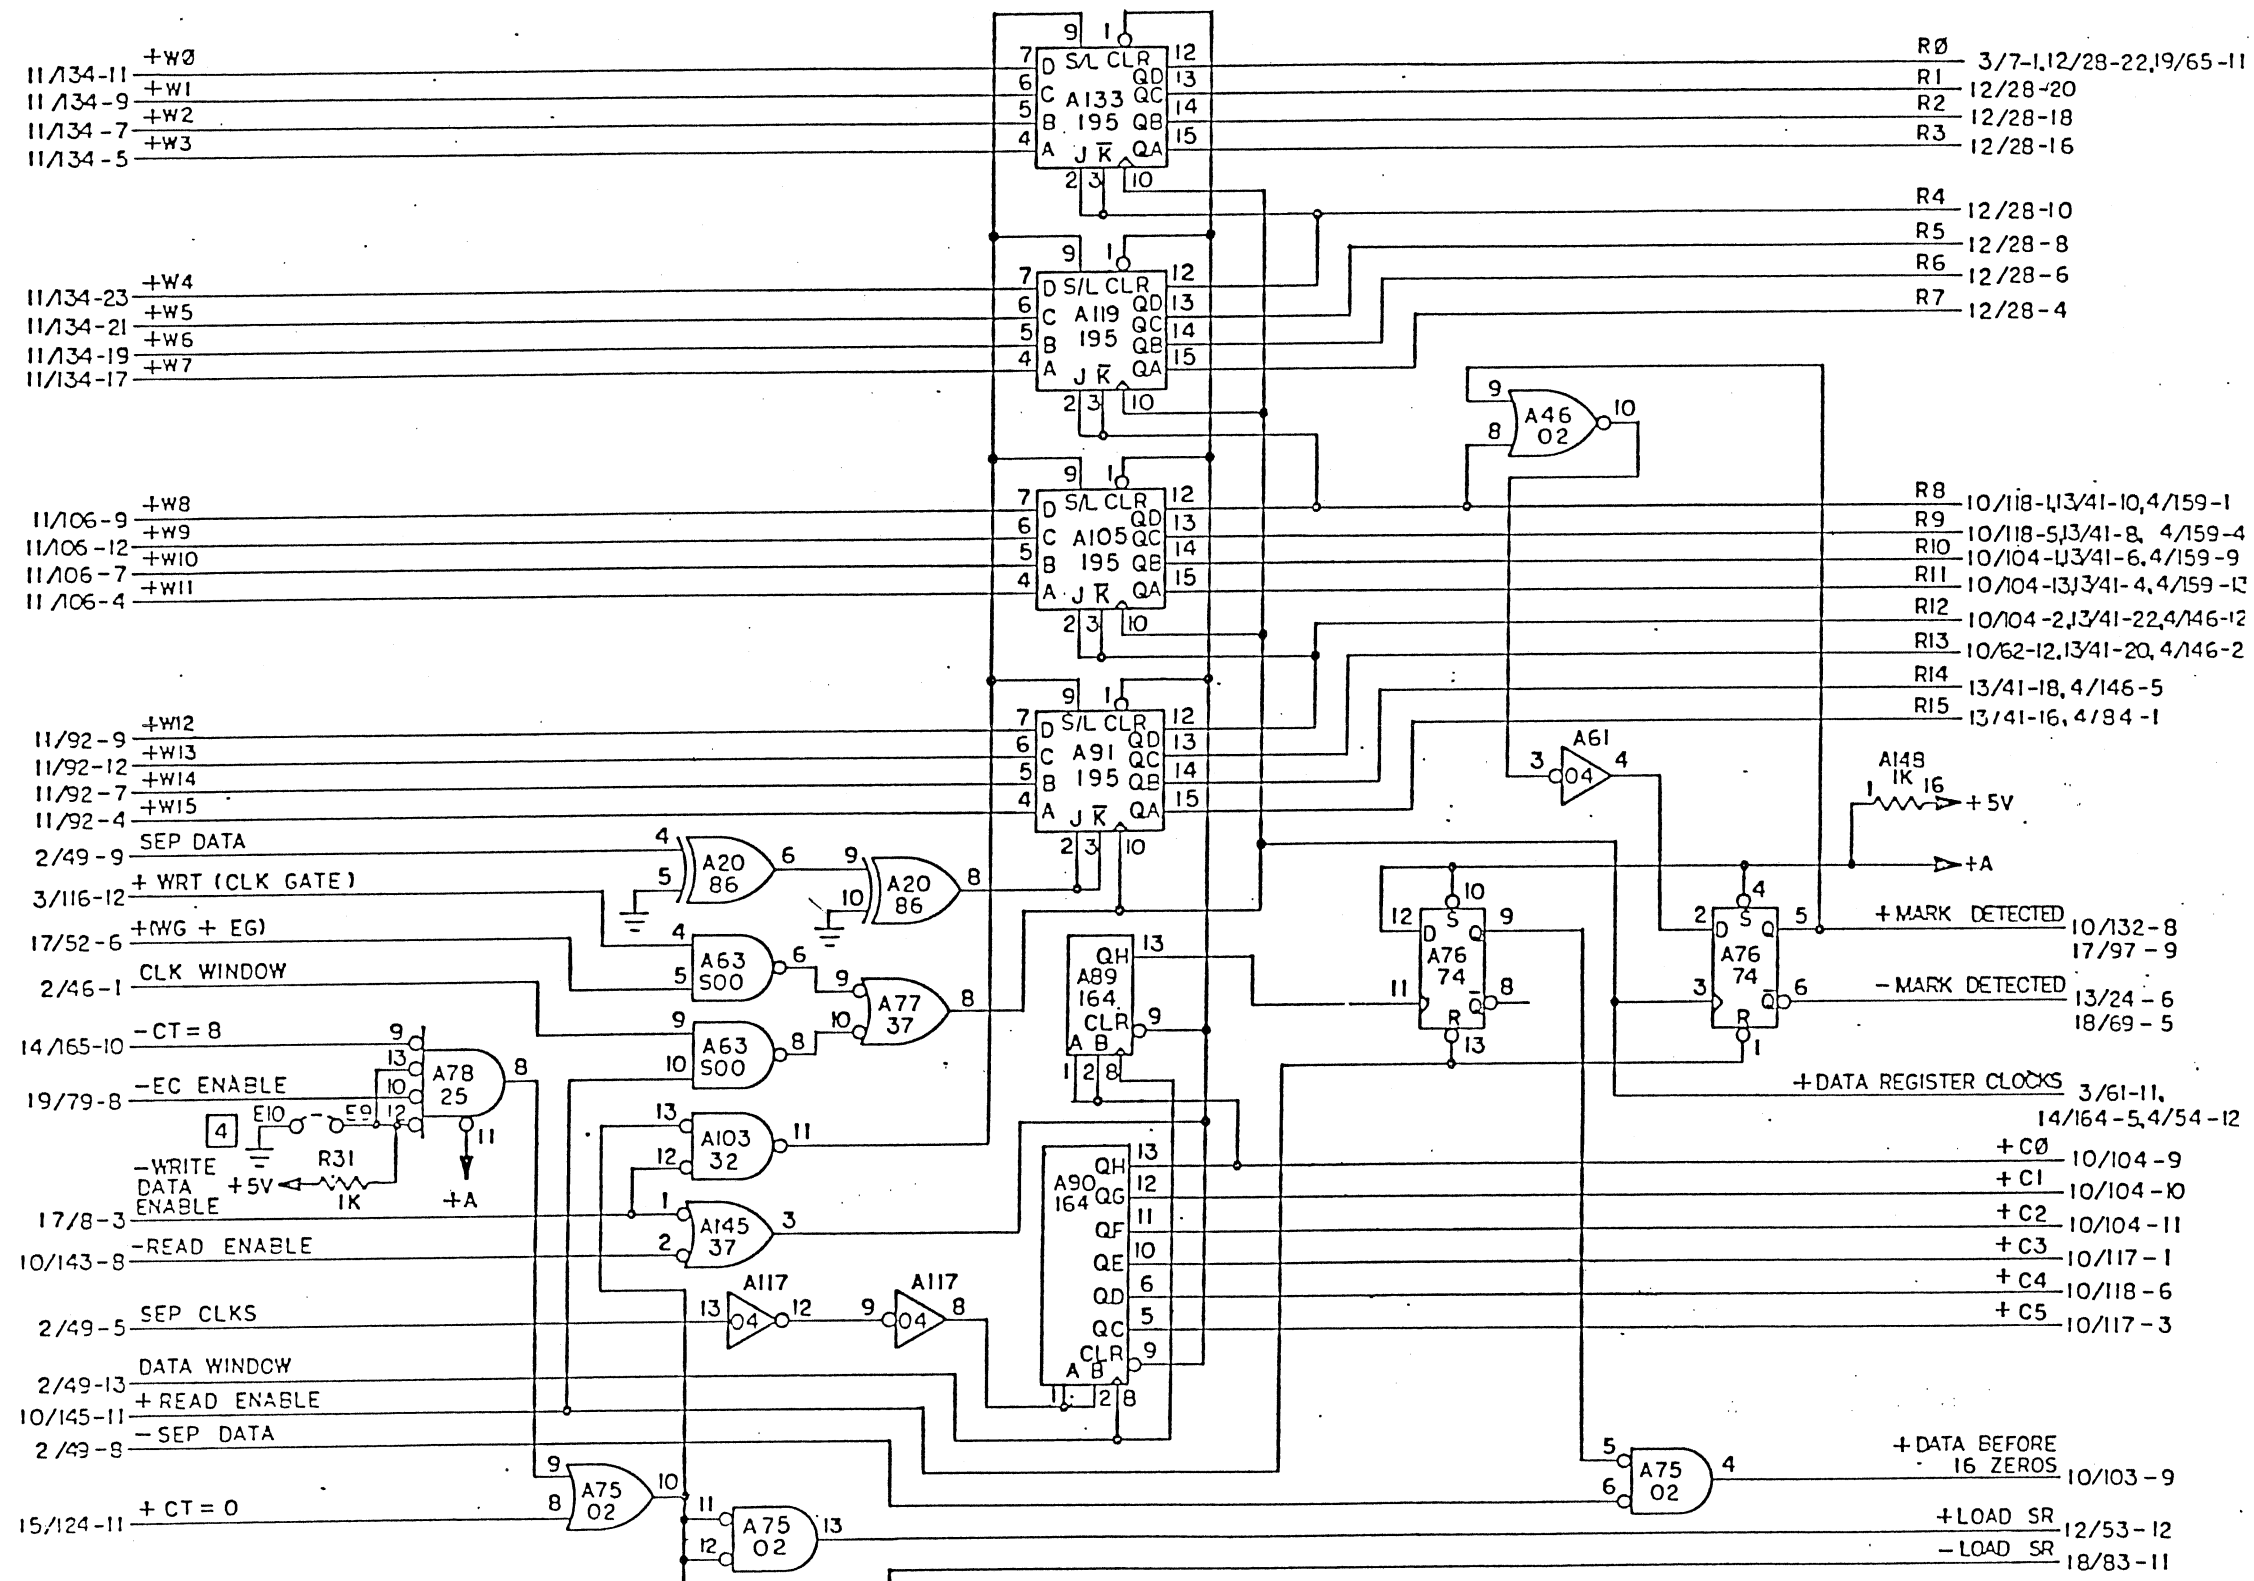 +WØ
11/134-11
+W1
11/134-9
+W2
11/134-7
+W3
11/134-5
9 1
7 D S/L CLR 12
6 C QD 13
5 B A133 QC 14
4 A 195 QB 15
J K̅ QA
2 3 10
RØ 3/7-1,12/28-22,19/65-11
R1 12/28-20
R2 12/28-18
R3 12/28-16
R4 12/28-10
R5 12/28-8
R6 12/28-6
R7 12/28-4
+W4
11/134-23
+W5
11/134-21
+W6
11/134-19
+W7
11/134-17
9 1
7 D S/L CLR 12
6 C A119 QD 13
5 B 195 QC 14
4 A QB 15
J K̅ QA
2 3 10
9 A46 10
8 02
+W8
11/106-9
+W9
11/106-12
+W10
11/106-7
+W11
11/106-4
9 1
7 D S/L CLR 12
6 C QD 13
5 B A105 QC 14
4 A 195 QB 15
J K̅ QA
2 3 10
R8 10/118-1,13/41-10,4/159-1
R9 10/118-5,13/41-8, 4/159-4
R10 10/104-1,13/41-6,4/159-9
R11 10/104-13,13/41-4,4/159-13
R12 10/104-2,13/41-22,4/146-12
R13 10/62-12,13/41-20,4/146-2
R14 13/41-18,4/146-5
R15 13/41-16,4/84-1
+W12
11/92-9
+W13
11/92-12
+W14
11/92-7
+W15
11/92-4
9 1
7 D S/L CLR 12
6 C QD 13
5 B A91 QC 14
4 A 195 QB 15
J K̅ QA
2 3 10
A61
3 04 4
A148
1K
1 16 +5V
+A
SEP DATA
2/49-9
4 A20 6
5 86
9 A20 8
10 86
+ WRT (CLK GATE)
3/116-12
+(WG + EG)
17/52-6
4 A63 6
5 S00
CLK WINDOW
2/46-1
9 A77 8
10 37
9 A63 8
10 S00
QH 13
A89
164
CLR 9
A B
1 2 8
10
12 D S Q 9
A76
74
11 Q̅ 8
R
13
4
2 D S Q 5
A76
74
3 Q̅ 6
R
1
+MARK DETECTED 10/132-8
17/97-9
-MARK DETECTED 13/24-6
18/69-5
+DATA REGISTER CLOCKS 3/61-11,
14/164-5,4/54-12
-CT=8
14/165-10
9
13 A78 8
10 25
12
11
+A
-EC ENABLE
19/79-8
E10 E9
4
R31
+5V 1K
13 A103 11
12 32
-WRITE
DATA
ENABLE
17/8-3
1 A145 3
2 37
-READ ENABLE
10/143-8
A117 A117
SEP CLKS
2/49-5
13 04 12 9 04 8
QH 13
A90 QG 12
164 QF 11
QE 10
QD 6
QC 5
CLR 9
A B
1 2 8
+CØ 10/104-9
+C1 10/104-10
+C2 10/104-11
+C3 10/117-1
+C4 10/118-6
+C5 10/117-3
DATA WINDOW
2/49-13
+READ ENABLE
10/145-11
-SEP DATA
2/49-8
9 A75 10
8 02
+ CT = 0
15/124-11
11 A75 13
12 02
5 A75 4
6 02
+DATA BEFORE
16 ZEROS 10/103-9
+LOAD SR 12/53-12
-LOAD SR 18/83-11